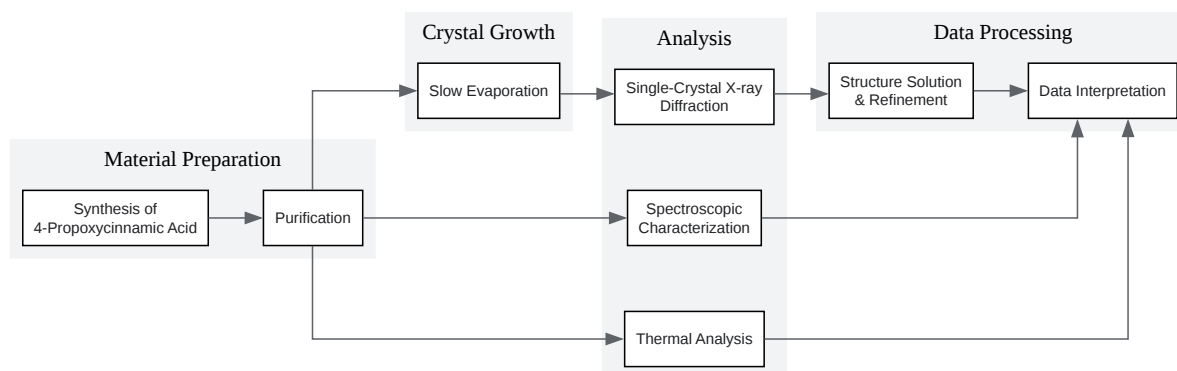 Crystal Growth
Analysis
Data Processing
Slow Evaporation
Single-Crystal X-ray
Diffraction
Structure Solution
& Refinement
Data Interpretation
Material Preparation
Synthesis of
4-Propoxycinnamic Acid
Purification
Spectroscopic
Characterization
Thermal Analysis